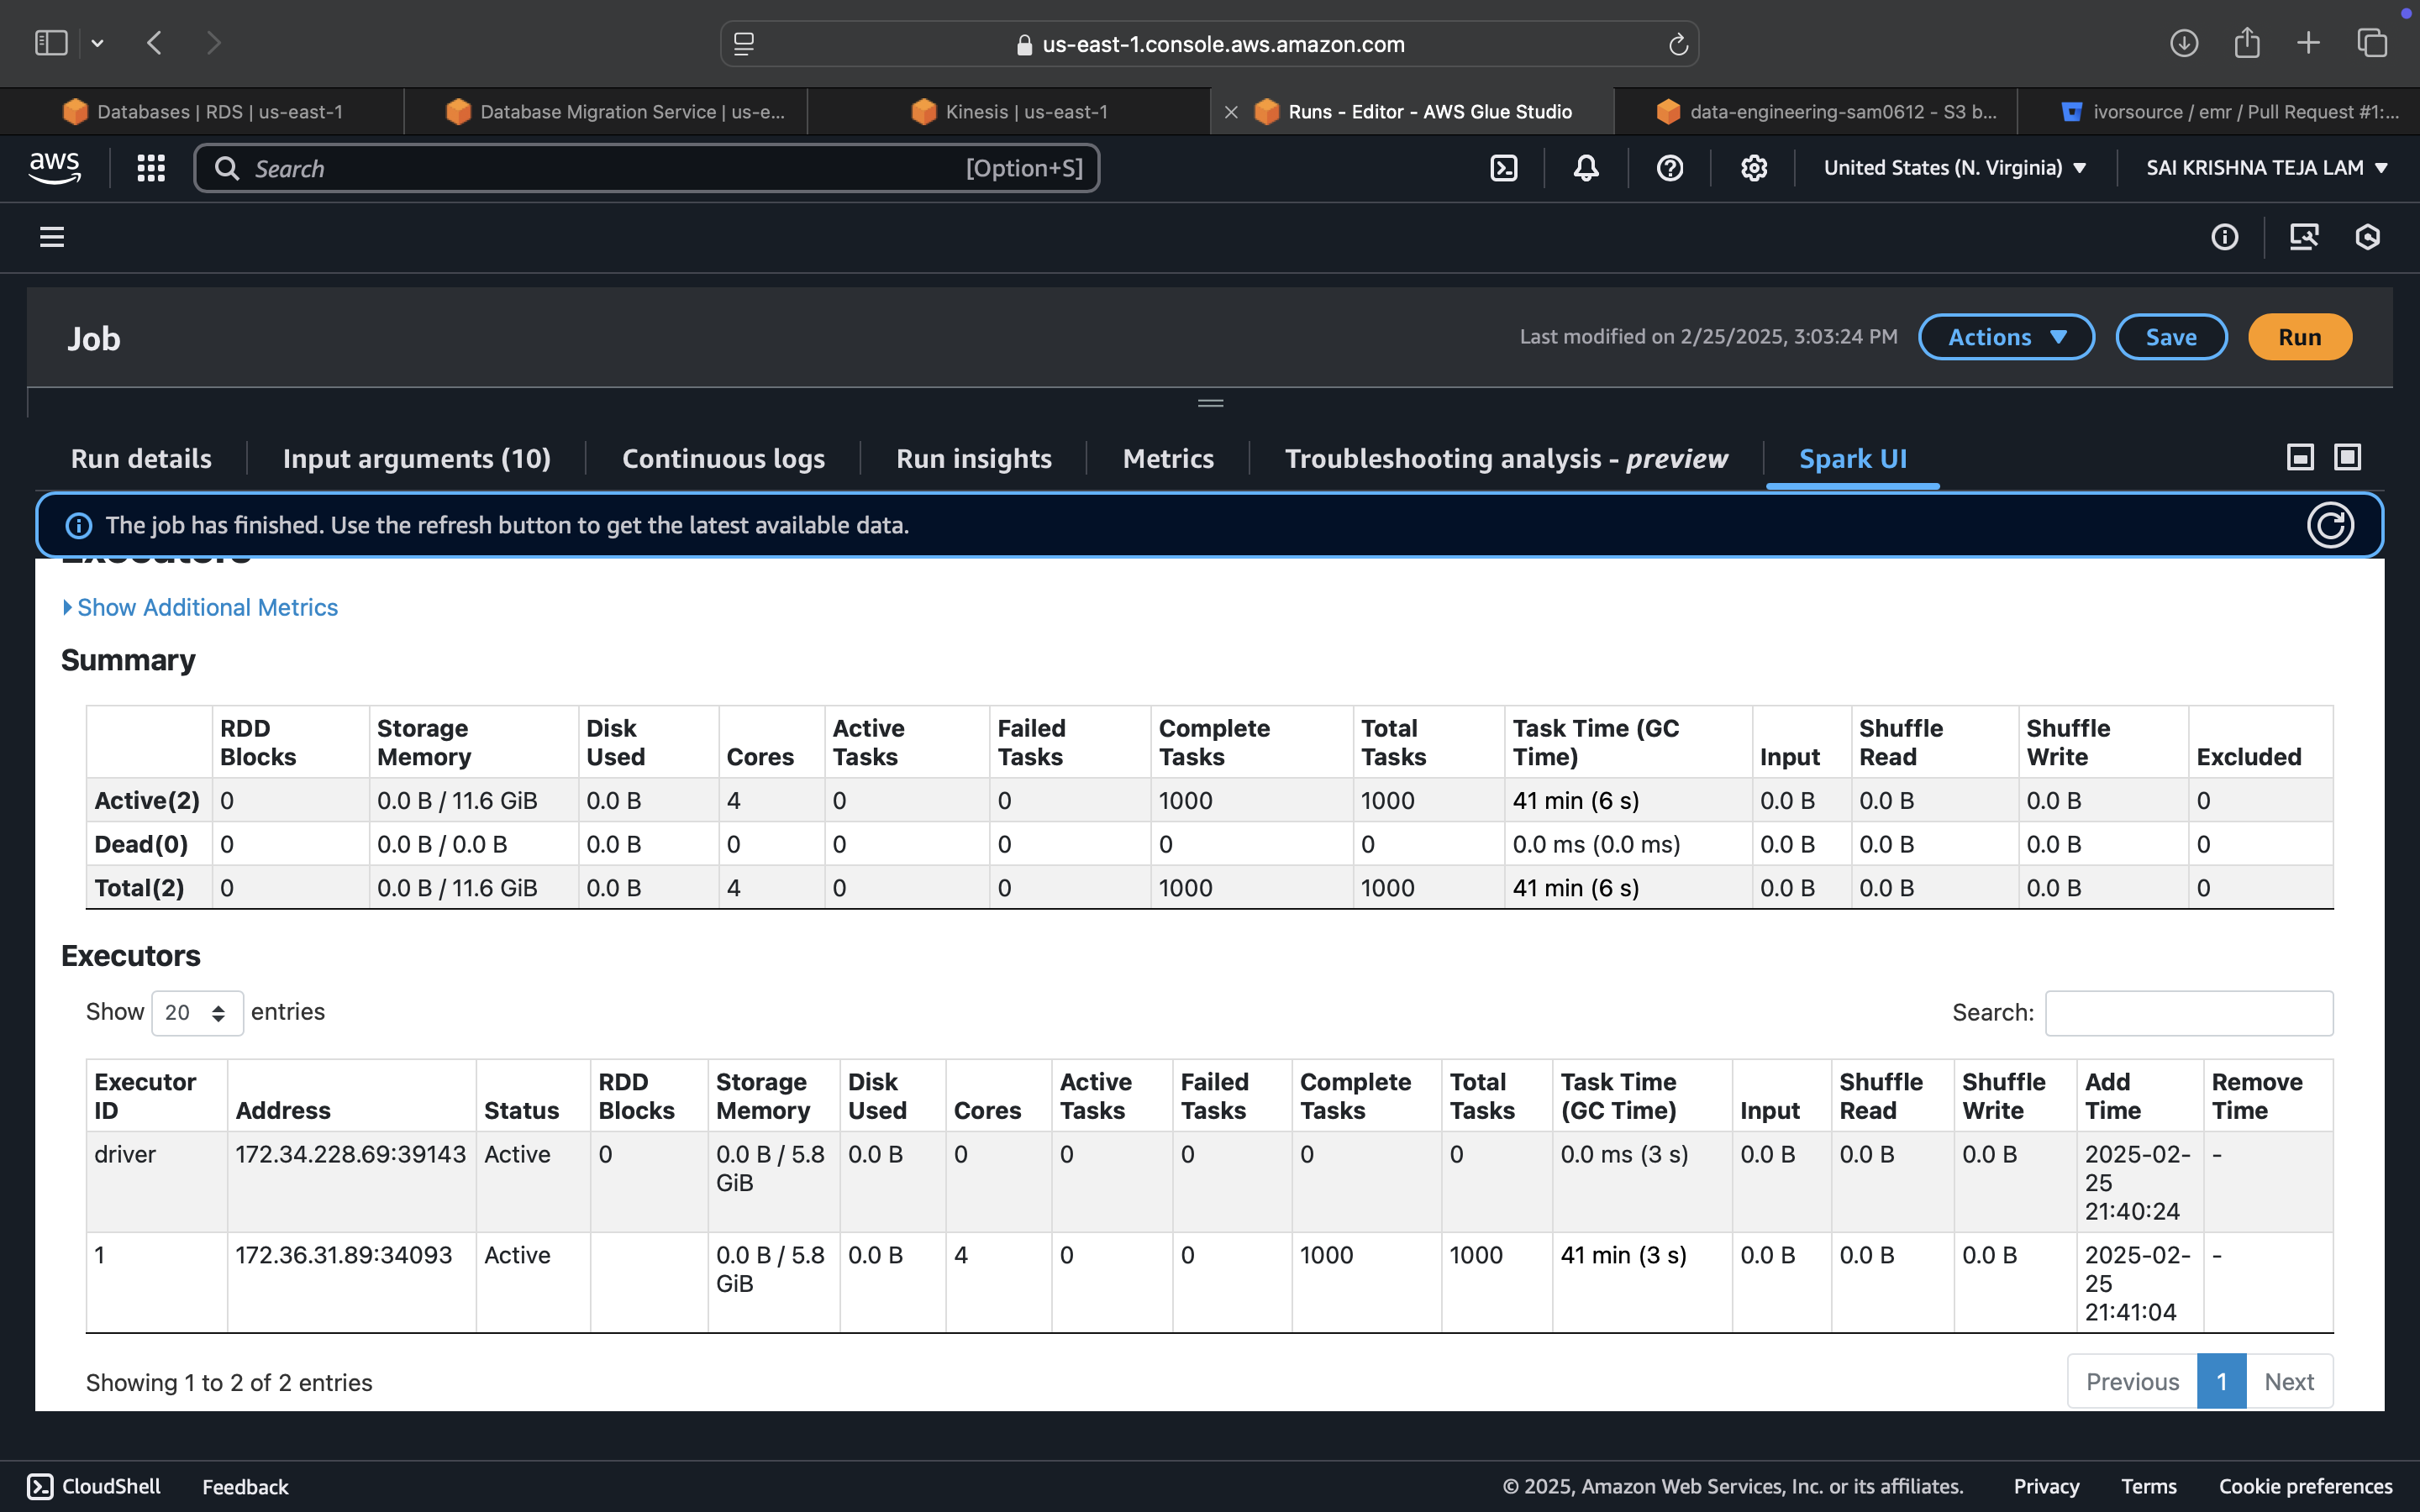 us-east-1.console.aws.amazon.com
Databases | RDS | us-east-1
Database Migration Service | us-e...
Kinesis | us-east-1
Runs - Editor - AWS Glue Studio
data-engineering-sam0612 - S3 b...
ivorsource / emr / Pull Request #1:...
aws
Search
[Option+S]
United States (N. Virginia)
SAI KRISHNA TEJA LAM
Job
Last modified on 2/25/2025, 3:03:24 PM
Actions
Save
Run
Run details
Input arguments (10)
Continuous logs
Run insights
Metrics
Troubleshooting analysis - preview
Spark UI
The job has finished. Use the refresh button to get the latest available data.
Executors
Show Additional Metrics
Summary
RDD Blocks Storage Memory Disk Used Cores Active Tasks Failed Tasks Complete Tasks Total Tasks Task Time (GC Time) Input Shuffle Read Shuffle Write Excluded
Active(2) 0 0.0 B / 11.6 GiB 0.0 B 4 0 0 1000 1000 41 min (6 s) 0.0 B 0.0 B 0.0 B 0
Dead(0) 0 0.0 B / 0.0 B 0.0 B 0 0 0 0 0 0.0 ms (0.0 ms) 0.0 B 0.0 B 0.0 B 0
Total(2) 0 0.0 B / 11.6 GiB 0.0 B 4 0 0 1000 1000 41 min (6 s) 0.0 B 0.0 B 0.0 B 0
Executors
Show 20 entries
Search:
Executor ID Address Status RDD Blocks Storage Memory Disk Used Cores Active Tasks Failed Tasks Complete Tasks Total Tasks Task Time (GC Time) Input Shuffle Read Shuffle Write Add Time Remove Time
driver 172.34.228.69:39143 Active 0 0.0 B / 5.8 GiB 0.0 B 0 0 0 0 0 0.0 ms (3 s) 0.0 B 0.0 B 0.0 B 2025-02-25 21:40:24 -
1 172.36.31.89:34093 Active 0.0 B / 5.8 GiB 0.0 B 4 0 0 1000 1000 41 min (3 s) 0.0 B 0.0 B 0.0 B 2025-02-25 21:41:04 -
Showing 1 to 2 of 2 entries
Previous 1 Next
CloudShell
Feedback
© 2025, Amazon Web Services, Inc. or its affiliates.
Privacy
Terms
Cookie preferences